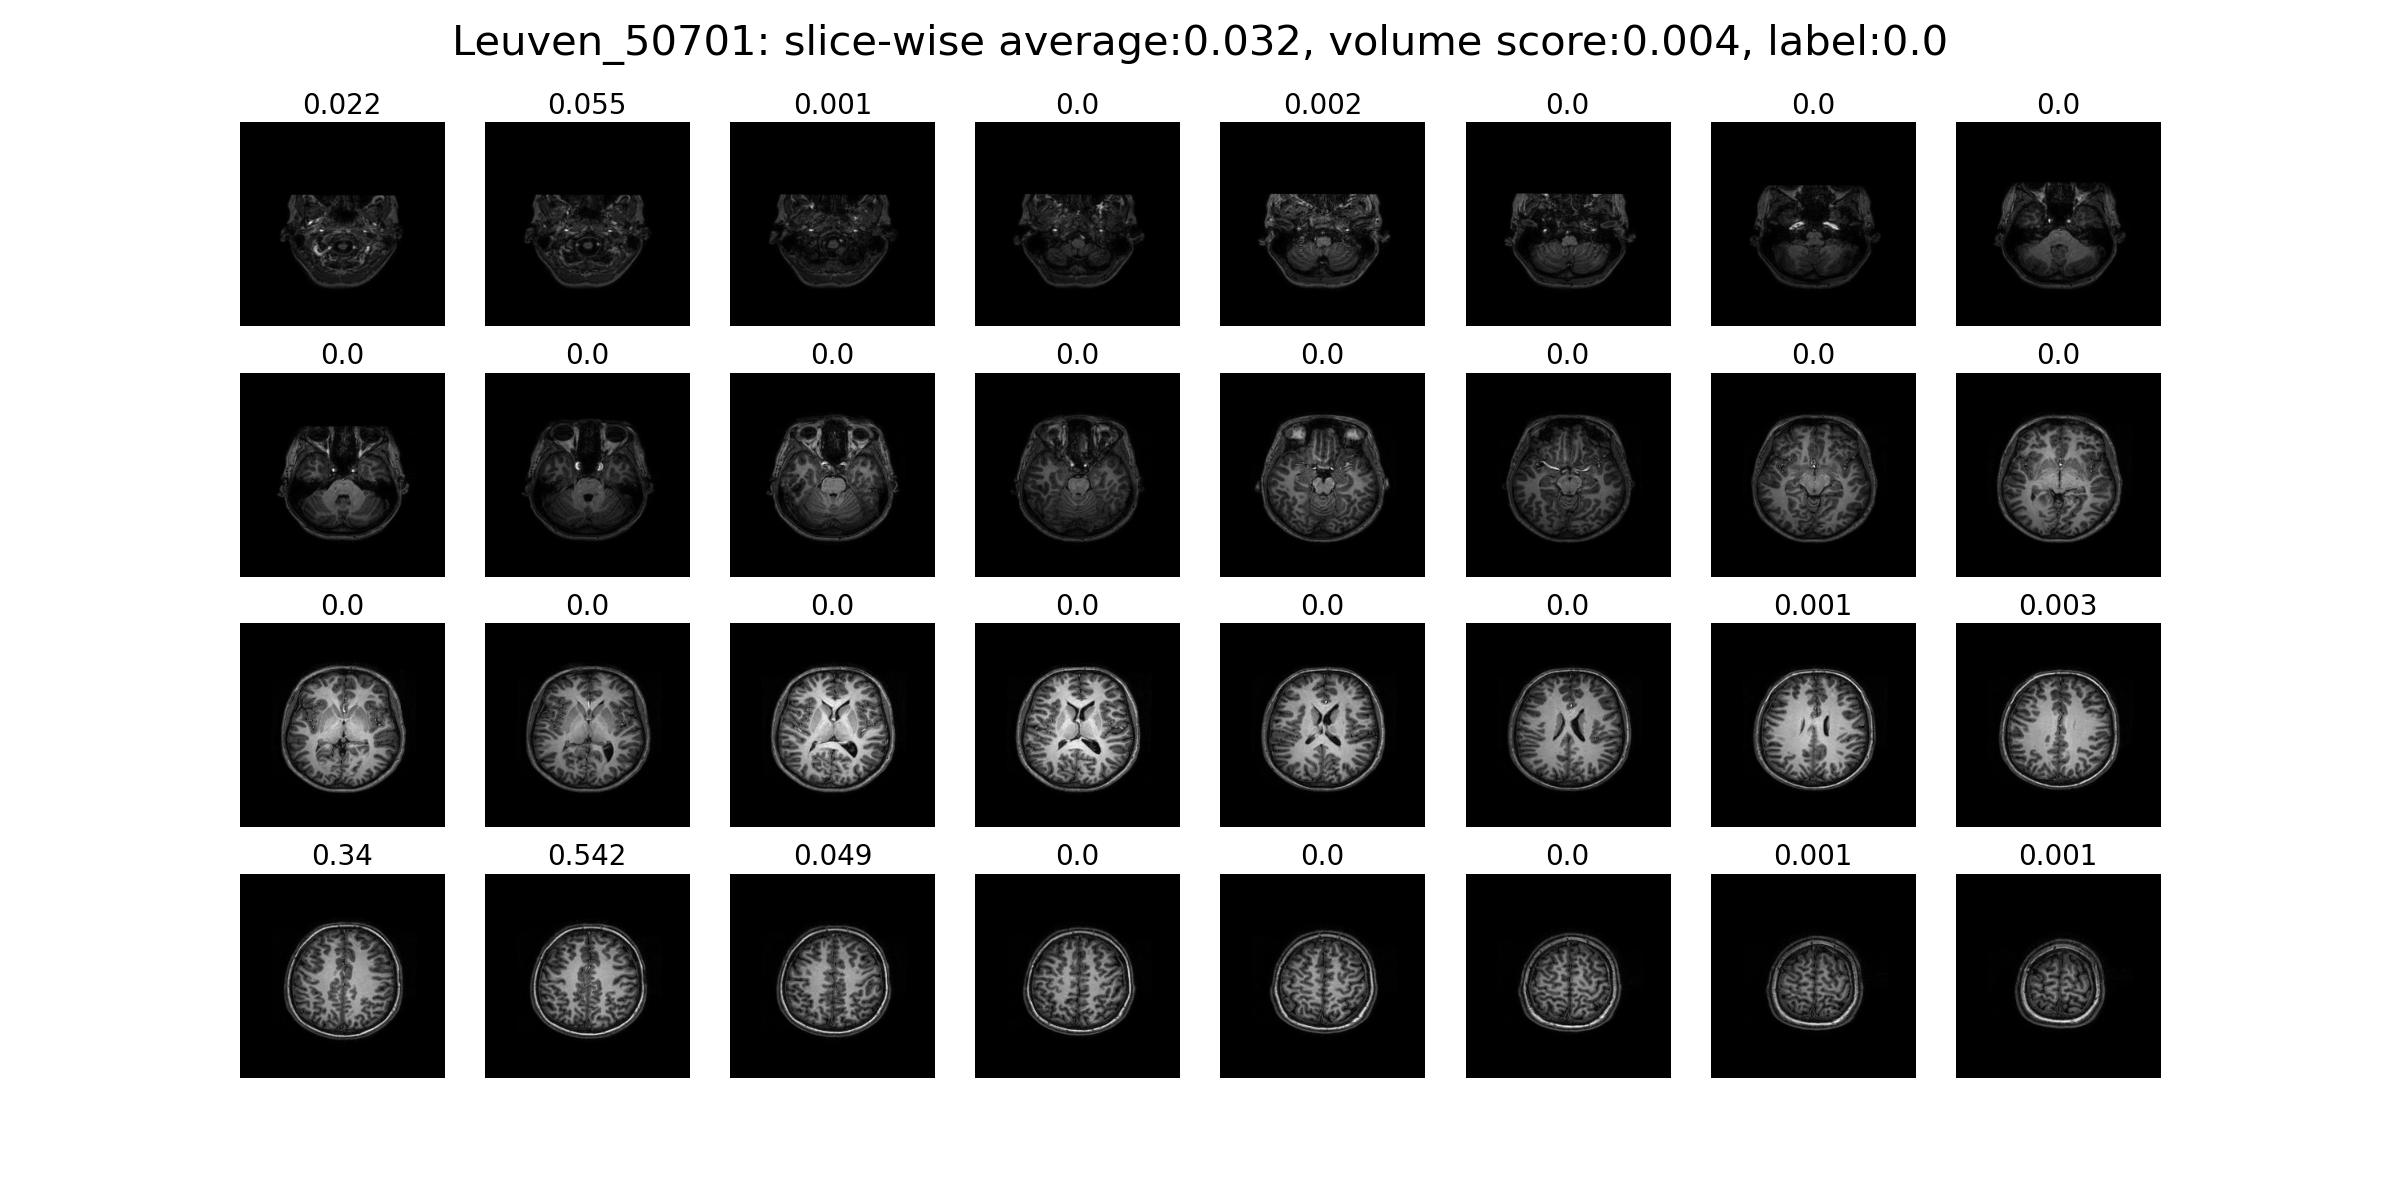 Leuven_50701: slice-wise average:0.032, volume score:0.004, label:0.0
0.022 0.055 0.001 0.0 0.002 0.0 0.0 0.0
0.0 0.0 0.0 0.0 0.0 0.0 0.0 0.0
0.0 0.0 0.0 0.0 0.0 0.0 0.001 0.003
0.34 0.542 0.049 0.0 0.0 0.0 0.001 0.001